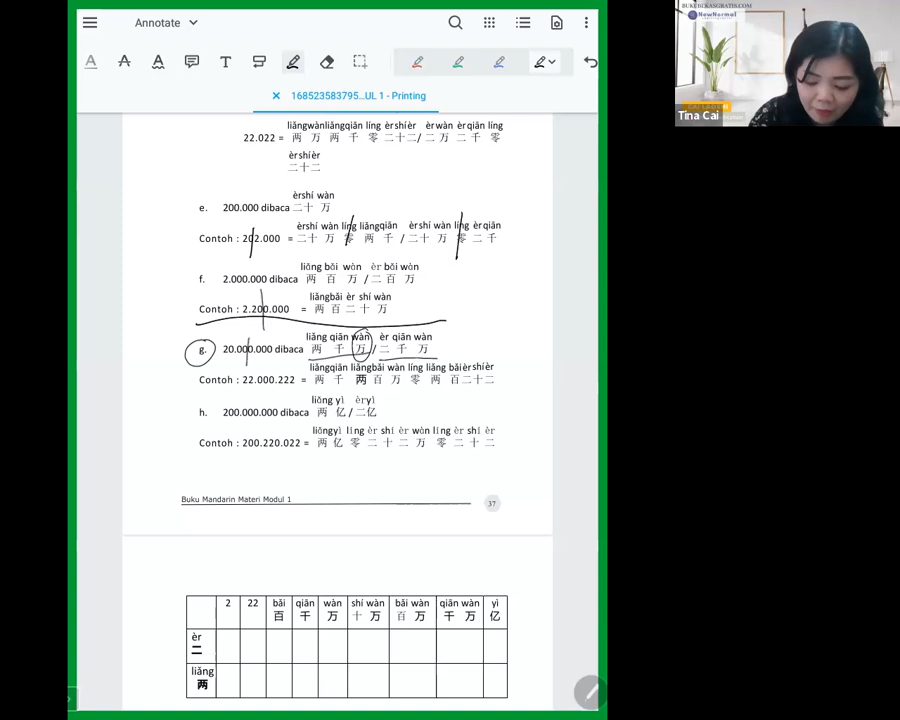 Annotate
168523583795...UL 1 - Printing
liǎngwànliǎngqiān líng èrshíèr èrwàn èrqiān líng
22.022 = 两 万 两 千 零 二十二/ 二 万 二 千 零
èrshíèr
二十二
èrshí wàn
e. 200.000 dibaca 二十 万
èrshí wàn líng liǎngqiān èrshí wàn líng èrqiān
Contoh : 202.000 = 二十 万 零 两 千 / 二十 万 零 二 千
liǎng bǎi wàn èr bǎi wàn
f. 2.000.000 dibaca 两 百 万 / 二 百 万
liǎngbǎi èr shí wàn
Contoh : 2.200.000 = 两 百 二 十 万
liǎng qiān wàn èr qiān wàn
g. 20.000.000 dibaca 两 千 万 / 二 千 万
liǎngqiān liǎngbǎi wàn líng liǎng bǎièrshíèr
Contoh : 22.000.222 = 两 千 两 百 万 零 两 百二十二
liǎng yì èryì
h. 200.000.000 dibaca 两 亿 / 二亿
liǎngyì líng èr shí èr wàn líng èr shí èr
Contoh : 200.220.022 = 两 亿 零 二 十 二 万 零 二 十 二
Buku Mandarin Materi Modul 1
37
2 22 bǎi qiān wàn shí wàn bǎi wàn qiān wàn yì
百 千 万 十 万 百 万 千 万 亿
èr
二
liǎng
两
BUKUDIKASGRATIS.COM
NewNormal
Tina Cai